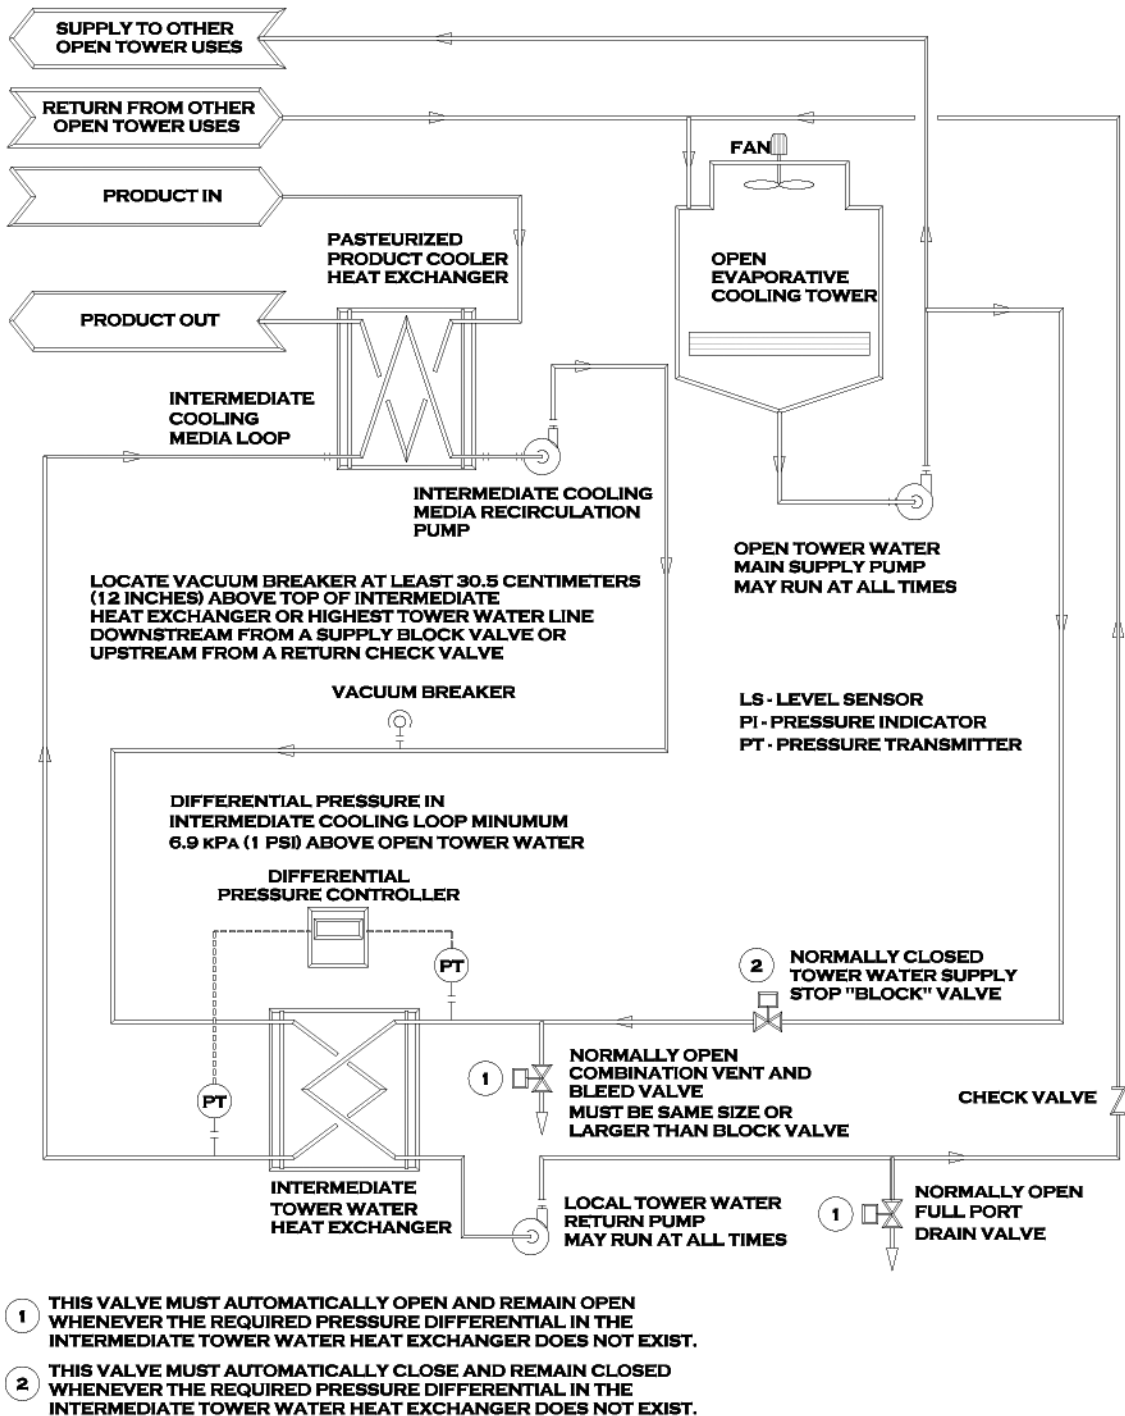 SUPPLY TO OTHER
OPEN TOWER USES
RETURN FROM OTHER
OPEN TOWER USES
FAN
PRODUCT IN
PASTEURIZED
PRODUCT COOLER
HEAT EXCHANGER
OPEN
EVAPORATIVE
COOLING TOWER
PRODUCT OUT
INTERMEDIATE
COOLING
MEDIA LOOP
INTERMEDIATE COOLING
MEDIA RECIRCULATION
PUMP
OPEN TOWER WATER
MAIN SUPPLY PUMP
MAY RUN AT ALL TIMES
LOCATE VACUUM BREAKER AT LEAST 30.5 CENTIMETERS
(12 INCHES) ABOVE TOP OF INTERMEDIATE
HEAT EXCHANGER OR HIGHEST TOWER WATER LINE
DOWNSTREAM FROM A SUPPLY BLOCK VALVE OR
UPSTREAM FROM A RETURN CHECK VALVE
VACUUM BREAKER
LS - LEVEL SENSOR
PI - PRESSURE INDICATOR
PT - PRESSURE TRANSMITTER
DIFFERENTIAL PRESSURE IN
INTERMEDIATE COOLING LOOP MINUMUM
6.9 KPA (1 PSI) ABOVE OPEN TOWER WATER
DIFFERENTIAL
PRESSURE CONTROLLER
PT
2
NORMALLY CLOSED
TOWER WATER SUPPLY
STOP "BLOCK" VALVE
1
NORMALLY OPEN
COMBINATION VENT AND
BLEED VALVE
MUST BE SAME SIZE OR
LARGER THAN BLOCK VALVE
PT
CHECK VALVE
INTERMEDIATE
TOWER WATER
HEAT EXCHANGER
LOCAL TOWER WATER
RETURN PUMP
MAY RUN AT ALL TIMES
1
NORMALLY OPEN
FULL PORT
DRAIN VALVE
1 THIS VALVE MUST AUTOMATICALLY OPEN AND REMAIN OPEN
WHENEVER THE REQUIRED PRESSURE DIFFERENTIAL IN THE
INTERMEDIATE TOWER WATER HEAT EXCHANGER DOES NOT EXIST.
2 THIS VALVE MUST AUTOMATICALLY CLOSE AND REMAIN CLOSED
WHENEVER THE REQUIRED PRESSURE DIFFERENTIAL IN THE
INTERMEDIATE TOWER WATER HEAT EXCHANGER DOES NOT EXIST.